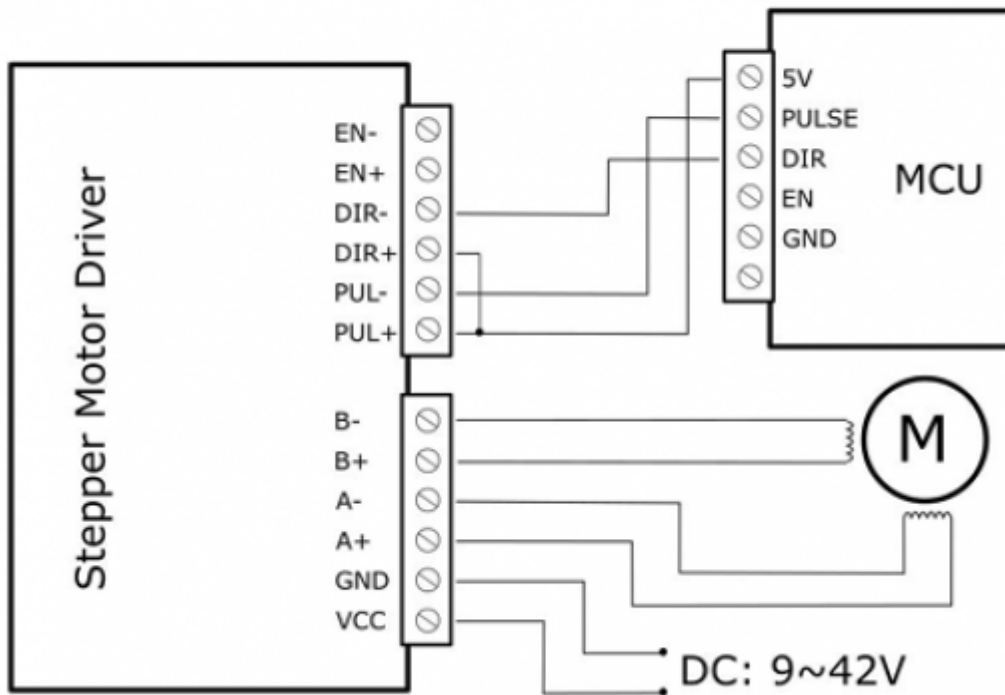 Stepper Motor Driver
EN-
EN+
DIR-
DIR+
PUL-
PUL+
B-
B+
A-
A+
GND
VCC
5V
PULSE
DIR
EN
GND
MCU
M
DC: 9~42V